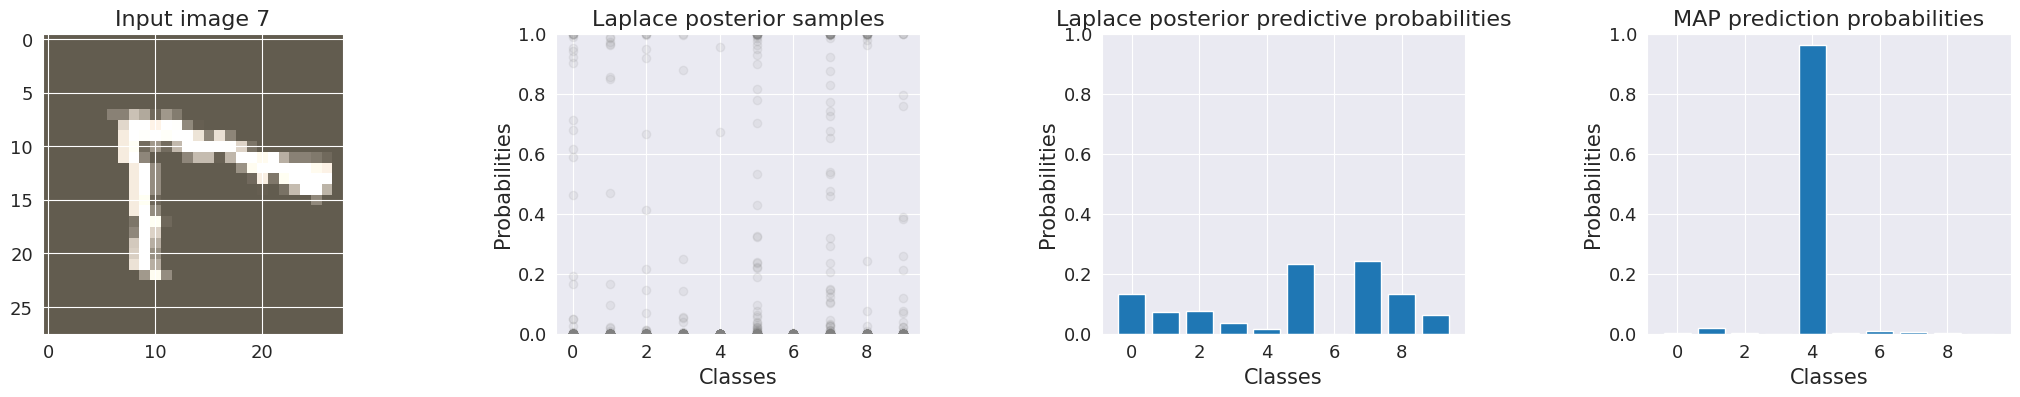 Input image 7
0
5
10
15
20
25
0 10 20
Laplace posterior samples
Probabilities
1.0
0.8
0.6
0.4
0.2
0.0
0 2 4 6 8
Classes
Laplace posterior predictive probabilities
Probabilities
1.0
0.8
0.6
0.4
0.2
0.0
0 2 4 6 8
Classes
MAP prediction probabilities
Probabilities
1.0
0.8
0.6
0.4
0.2
0.0
0 2 4 6 8
Classes